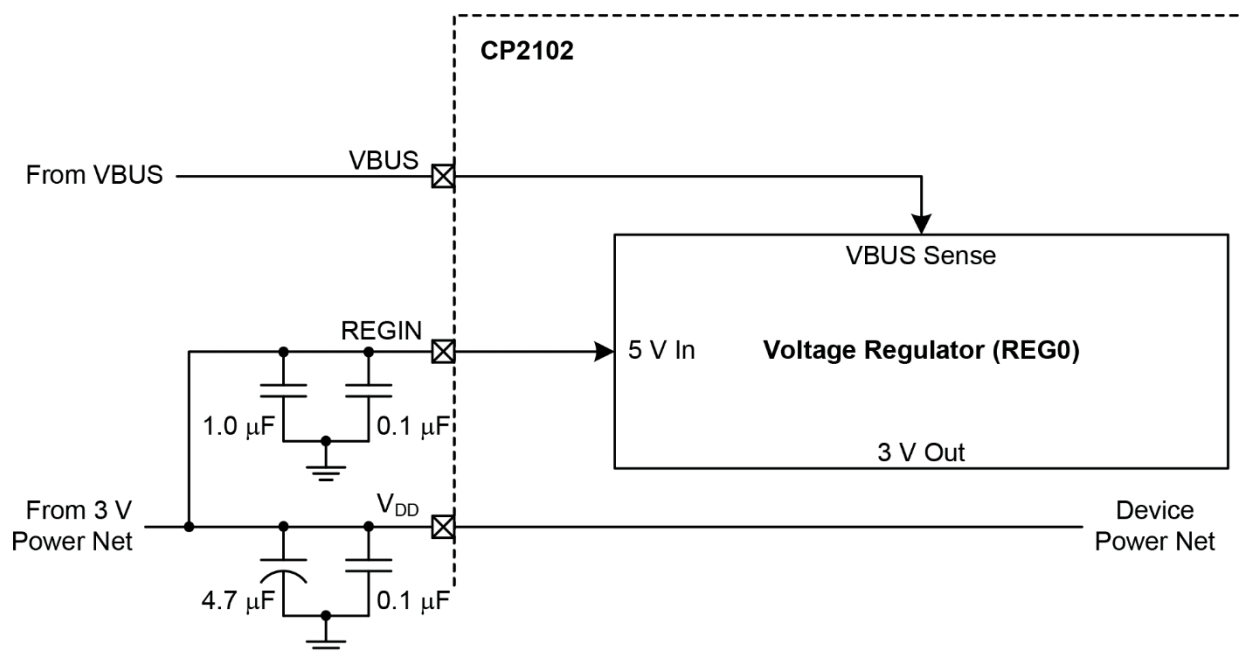 CP2102
VBUS
From VBUS
VBUS Sense
REGIN
5 V In
Voltage Regulator (REG0)
1.0 μF
0.1 μF
3 V Out
From 3 V
Power Net
VDD
Device
Power Net
4.7 μF
0.1 μF